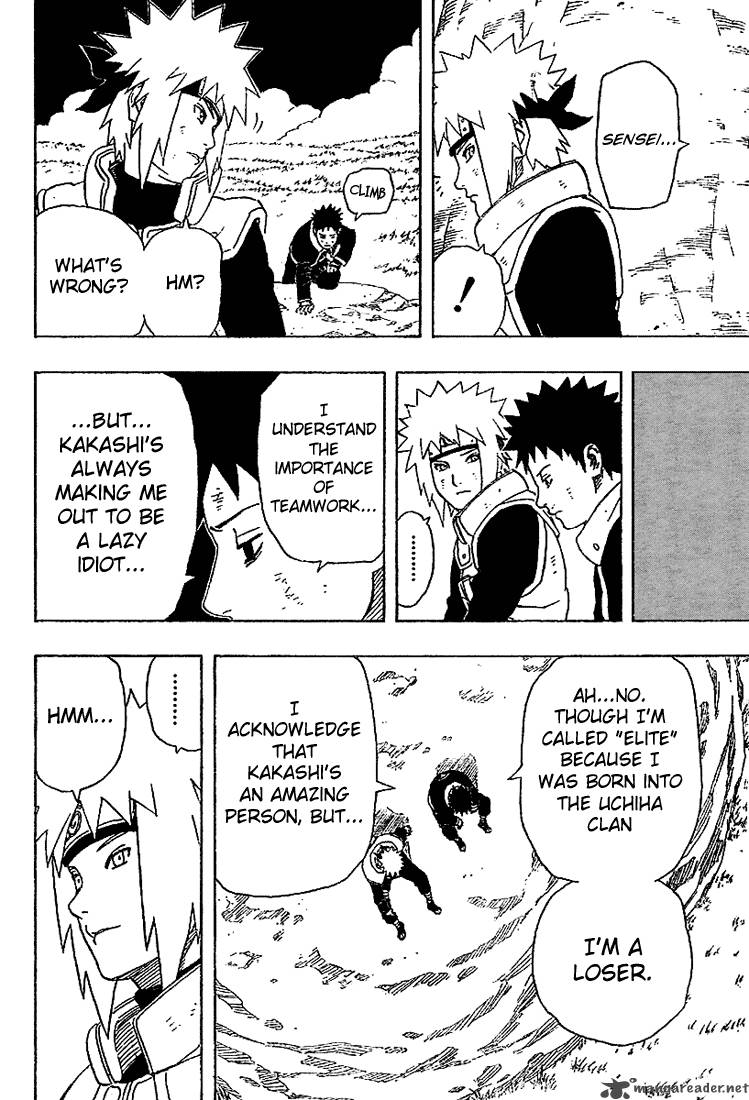 SENSEI...
!
CLIMB
HM?
WHAT'S
WRONG?
.........
I
UNDERSTAND
THE
IMPORTANCE
OF
TEAMWORK...
...BUT...
KAKASHI'S
ALWAYS
MAKING ME
OUT TO BE
A LAZY
IDIOT...
AH...NO.
THOUGH I'M
CALLED "ELITE"
BECAUSE I
WAS BORN INTO
THE UCHIHA
CLAN
I'M A
LOSER.
I
ACKNOWLEDGE
THAT
KAKASHI'S
AN AMAZING
PERSON, BUT...
.........
HMM...
mangareader.net